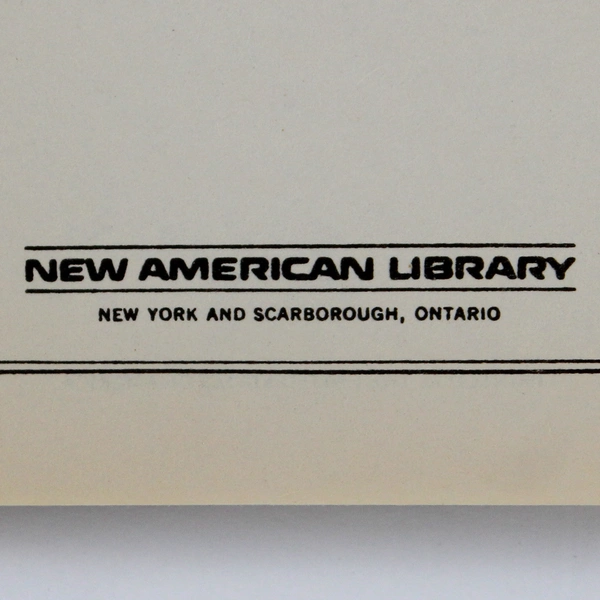 NEW AMERICAN LIBRARY
NEW YORK AND SCARBOROUGH, ONTARIO